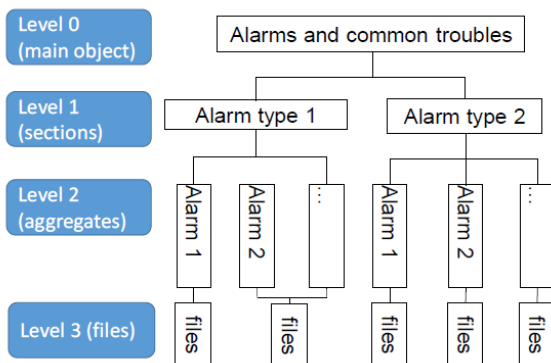 Level 0
(main object)
Alarms and common troubles
Level 1
(sections)
Alarm type 1
Alarm type 2
Level 2
(aggregates)
Alarm 1
Alarm 2
...
Alarm 1
Alarm 2
...
Level 3 (files)
files
files
files
files
files